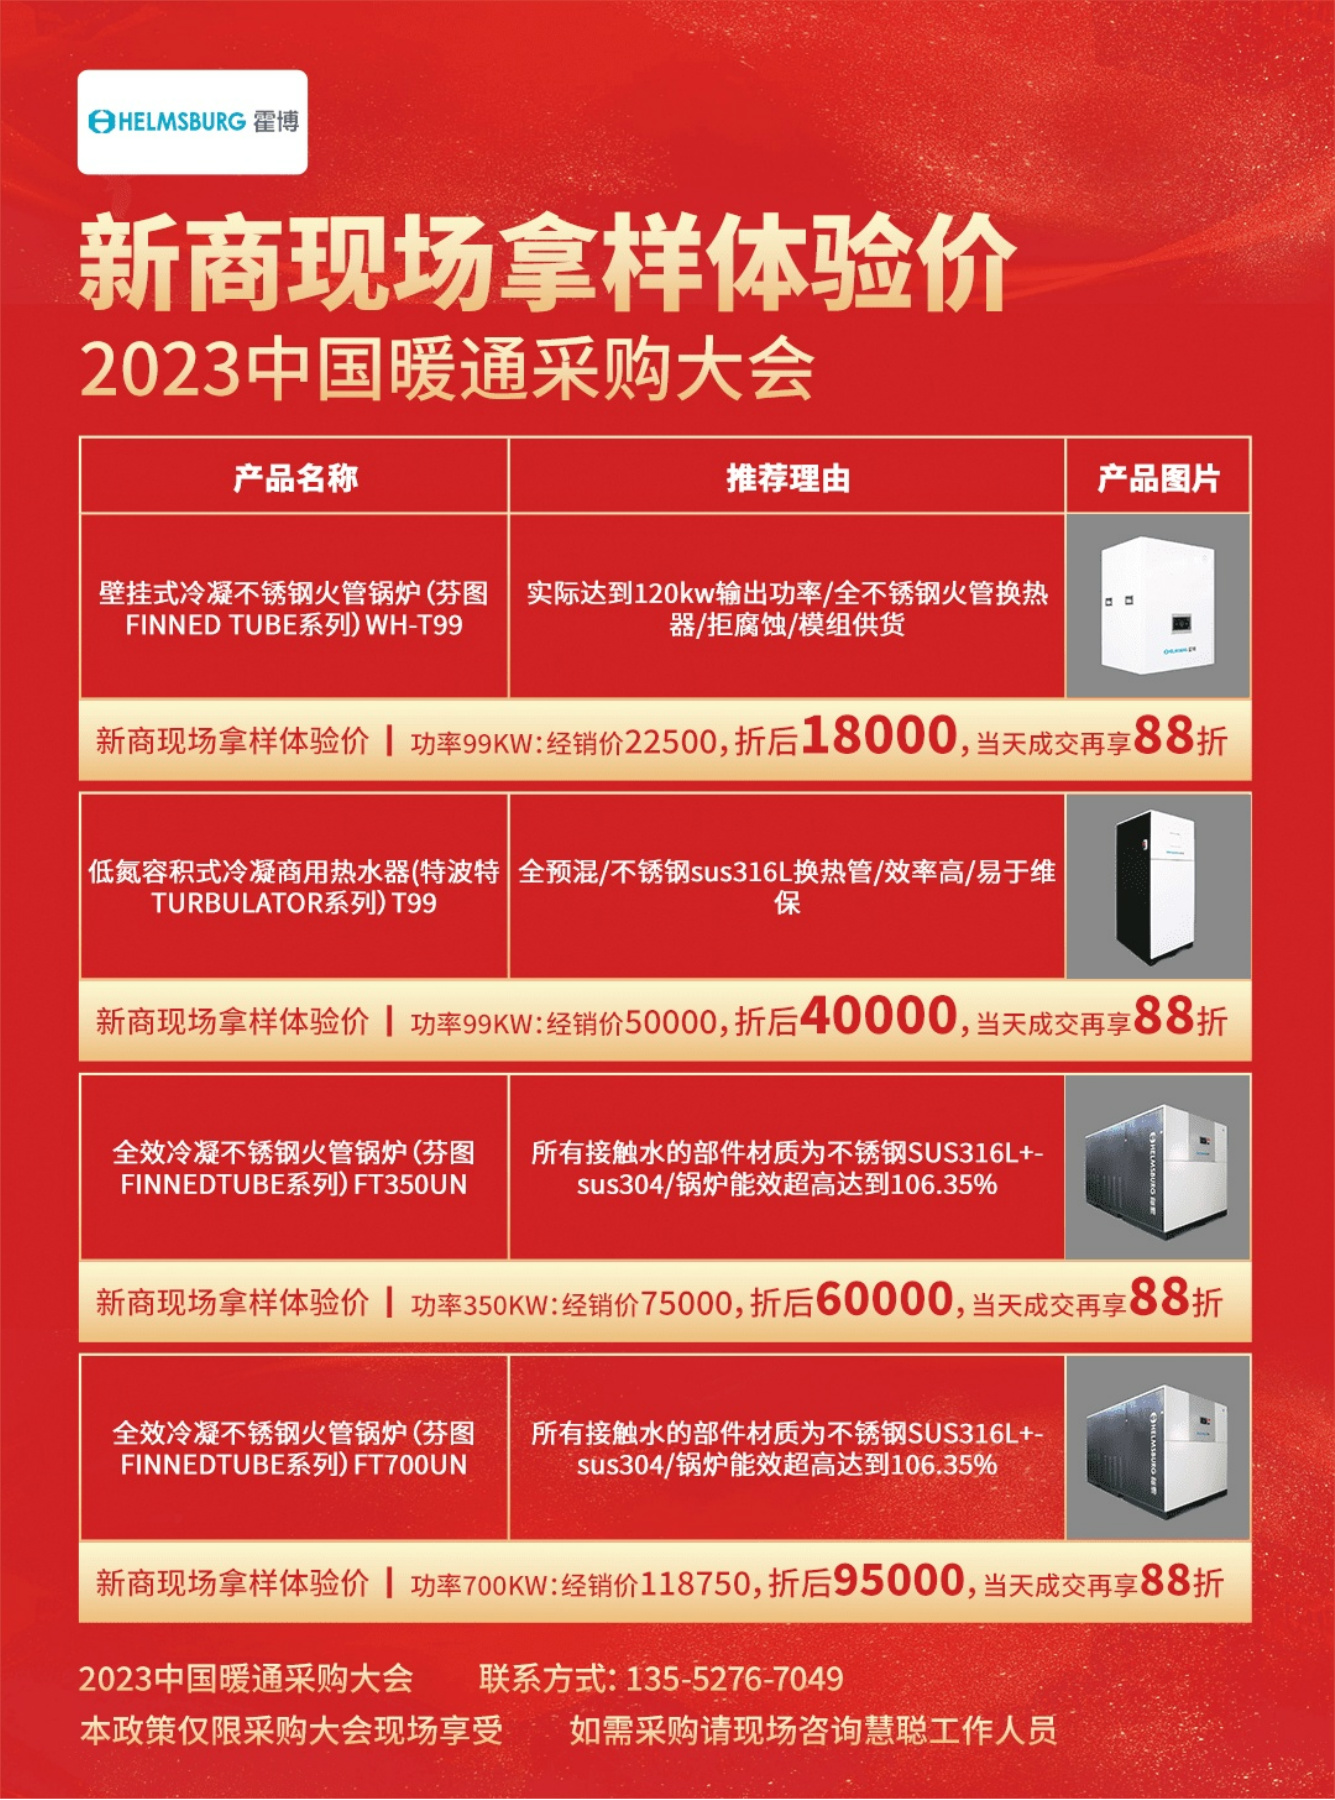 HELMSBURG 霍博
新商现场拿样体验价
2023中国暖通采购大会
产品名称 推荐理由 产品图片
壁挂式冷凝不锈钢火管锅炉（芬图
FINNED TUBE系列）WH-T99
实际达到120kw输出功率/全不锈钢火管换热
器/拒腐蚀/模组供货
新商现场拿样体验价 | 功率99KW：经销价22500，折后18000，当天成交再享88折
低氮容积式冷凝商用热水器(特波特
TURBULATOR系列）T99
全预混/不锈钢sus316L换热管/效率高/易于维
保
新商现场拿样体验价 | 功率99KW：经销价50000，折后40000，当天成交再享88折
全效冷凝不锈钢火管锅炉（芬图
FINNEDTUBE系列）FT350UN
所有接触水的部件材质为不锈钢SUS316L+-
sus304/锅炉能效超高达到106.35%
HELMSBURG 霍博
新商现场拿样体验价 | 功率350KW：经销价75000，折后60000，当天成交再享88折
全效冷凝不锈钢火管锅炉（芬图
FINNEDTUBE系列）FT700UN
所有接触水的部件材质为不锈钢SUS316L+-
sus304/锅炉能效超高达到106.35%
HELMSBURG 霍博
新商现场拿样体验价 | 功率700KW：经销价118750，折后95000，当天成交再享88折
2023中国暖通采购大会 联系方式：135-5276-7049
本政策仅限采购大会现场享受 如需采购请现场咨询慧聪工作人员